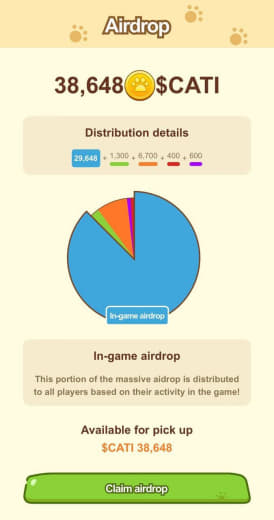 Airdrop
38,648 $CATI
Distribution details
29,648 + 1,300 + 6,700 + 400 + 600
In-game airdrop
In-game airdrop
This portion of the massive aidrop is distributed
to all players based on their activity in the game!
Available for pick up
$CATI 38,648
Claim airdrop